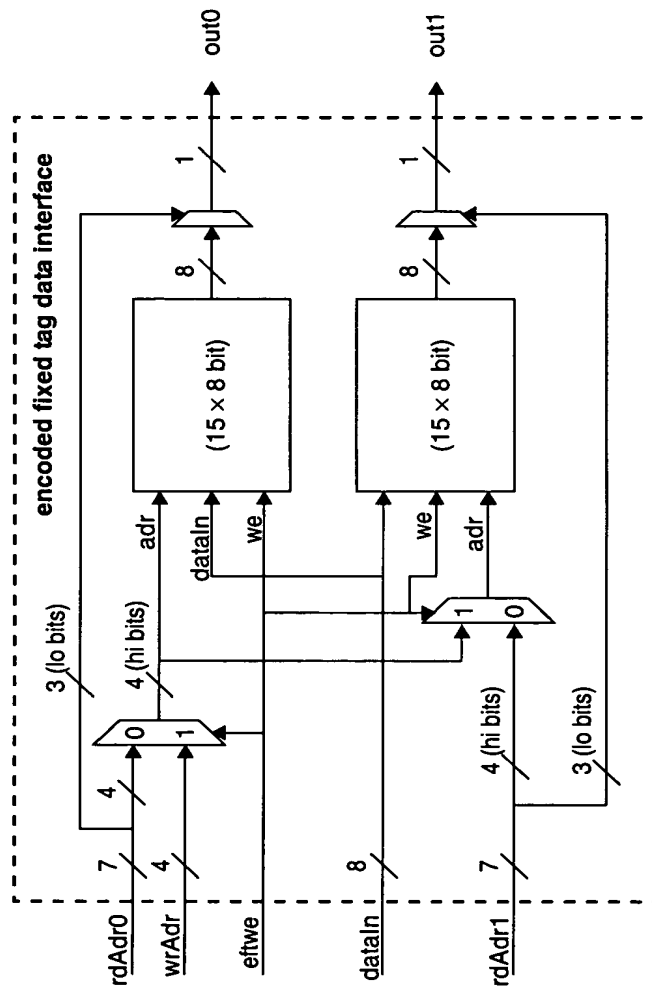 encoded fixed tag data interface
rdAdr0
7
4
3 (lo bits)
wrAdr
4
0
1
4 (hi bits)
eftwe
adr
dataIn
we
(15 × 8 bit)
8
1
out0
dataIn
8
we
adr
(15 × 8 bit)
8
1
out1
1
0
rdAdr1
7
4 (hi bits)
3 (lo bits)